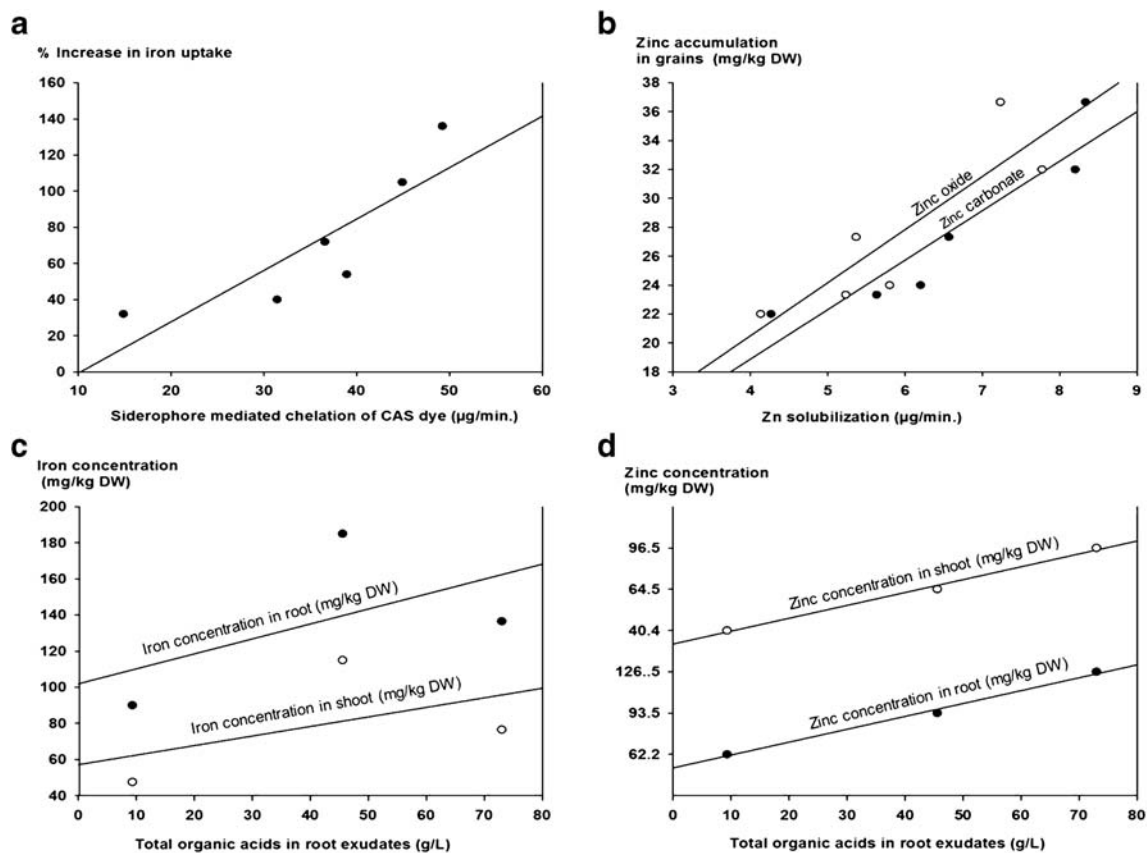 a
% Increase in iron uptake
160
140
120
100
80
60
40
20
0
10 20 30 40 50 60
Siderophore mediated chelation of CAS dye (µg/min.)
b
Zinc accumulation
in grains (mg/kg DW)
38
36
34
32
30
28
26
24
22
20
18
Zinc oxide
Zinc carbonate
3 4 5 6 7 8 9
Zn solubilization (µg/min.)
c
Iron concentration
(mg/kg DW)
200
180
160
140
120
100
80
60
40
Iron concentration in root (mg/kg DW)
Iron concentration in shoot (mg/kg DW)
0 10 20 30 40 50 60 70 80
Total organic acids in root exudates (g/L)
d
Zinc concentration
(mg/kg DW)
96.5
64.5
40.4
126.5
93.5
62.2
Zinc concentration in shoot (mg/kg DW)
Zinc concentration in root (mg/kg DW)
0 10 20 30 40 50 60 70 80
Total organic acids in root exudates (g/L)